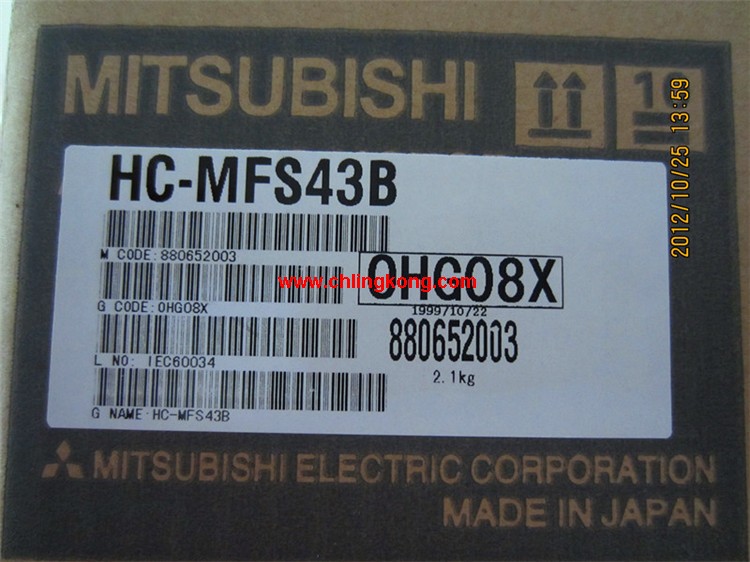 MITSUBISHI
10
2012/10/25 13:59
HC-MFS43B
M CODE:880652003
0HG08X
www.chlingkong.com
G CODE:0HG08X
1999/10/22
880652003
L NO: IEC60034
2.1kg
G NAME:HC-MFS43B
MITSUBISHI ELECTRIC CORPORATION
MADE IN JAPAN